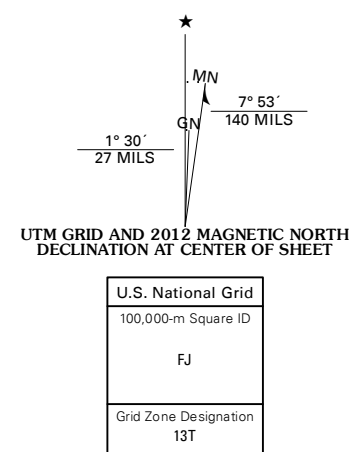 ★
MN
GN
7° 53´
140 MILS
1° 30´
27 MILS
UTM GRID AND 2012 MAGNETIC NORTH
DECLINATION AT CENTER OF SHEET
U.S. National Grid
100,000-m Square ID
FJ
Grid Zone Designation
13T